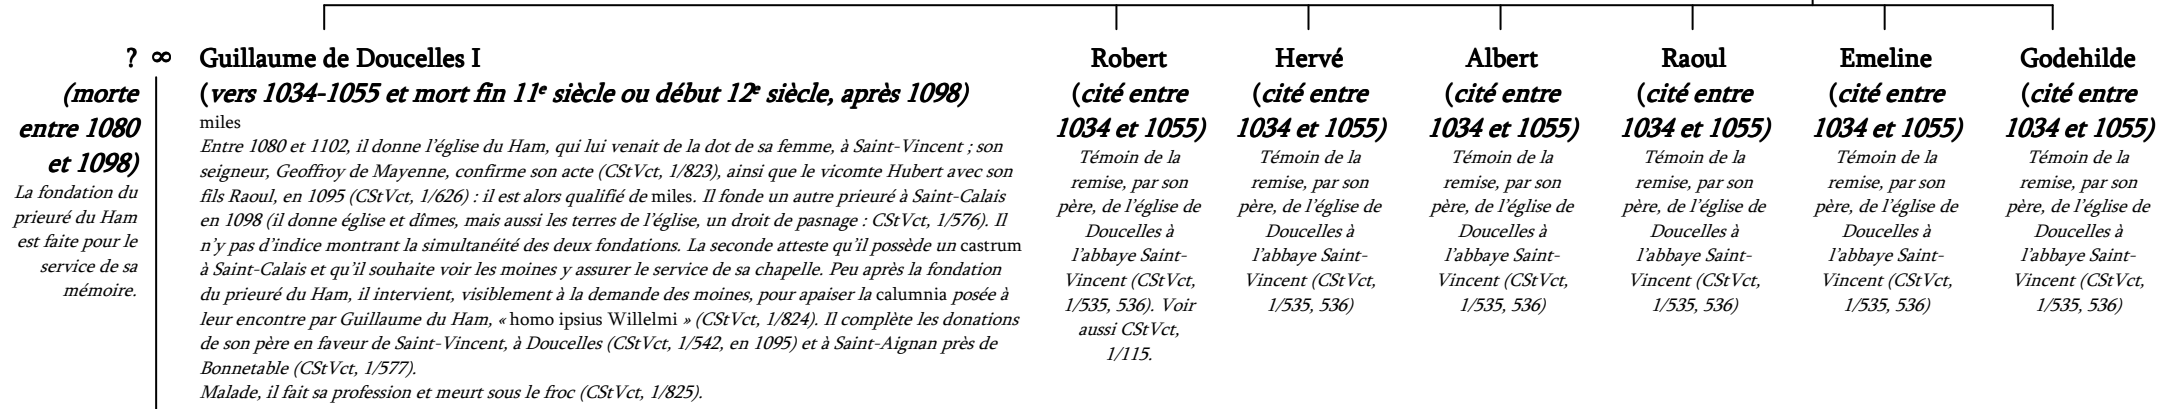 ? ∞
(morte
entre 1080
et 1098)
La fondation du
prieuré du Ham
est faite pour le
service de sa
mémoire.
Guillaume de Doucelles I
(vers 1034-1055 et mort fin 11e siècle ou début 12e siècle, après 1098)
miles
Entre 1080 et 1102, il donne l'église du Ham, qui lui venait de la dot de sa femme, à Saint-Vincent ; son
seigneur, Geoffroy de Mayenne, confirme son acte (CStVct, 1/823), ainsi que le vicomte Hubert avec son
fils Raoul, en 1095 (CStVct, 1/626) : il est alors qualifié de miles. Il fonde un autre prieuré à Saint-Calais
en 1098 (il donne église et dîmes, mais aussi les terres de l'église, un droit de pasnage : CStVct, 1/576). Il
n'y pas d'indice montrant la simultanéité des deux fondations. La seconde atteste qu'il possède un castrum
à Saint-Calais et qu'il souhaite voir les moines y assurer le service de sa chapelle. Peu après la fondation
du prieuré du Ham, il intervient, visiblement à la demande des moines, pour apaiser la calumnia posée à
leur encontre par Guillaume du Ham, « homo ipsius Willelmi » (CStVct, 1/824). Il complète les donations
de son père en faveur de Saint-Vincent, à Doucelles (CStVct, 1/542, en 1095) et à Saint-Aignan près de
Bonnetable (CStVct, 1/577).
Malade, il fait sa profession et meurt sous le froc (CStVct, 1/825).
Robert
(cité entre
1034 et 1055)
Témoin de la
remise, par son
père, de l'église de
Doucelles à
l'abbaye Saint-
Vincent (CStVct,
1/535, 536). Voir
aussi CStVct,
1/115.
Hervé
(cité entre
1034 et 1055)
Témoin de la
remise, par son
père, de l'église de
Doucelles à
l'abbaye Saint-
Vincent (CStVct,
1/535, 536)
Albert
(cité entre
1034 et 1055)
Témoin de la
remise, par son
père, de l'église de
Doucelles à
l'abbaye Saint-
Vincent (CStVct,
1/535, 536)
Raoul
(cité entre
1034 et 1055)
Témoin de la
remise, par son
père, de l'église de
Doucelles à
l'abbaye Saint-
Vincent (CStVct,
1/535, 536)
Emeline
(cité entre
1034 et 1055)
Témoin de la
remise, par son
père, de l'église de
Doucelles à
l'abbaye Saint-
Vincent (CStVct,
1/535, 536)
Godehilde
(cité entre
1034 et 1055)
Témoin de la
remise, par son
père, de l'église de
Doucelles à
l'abbaye Saint-
Vincent (CStVct,
1/535, 536)